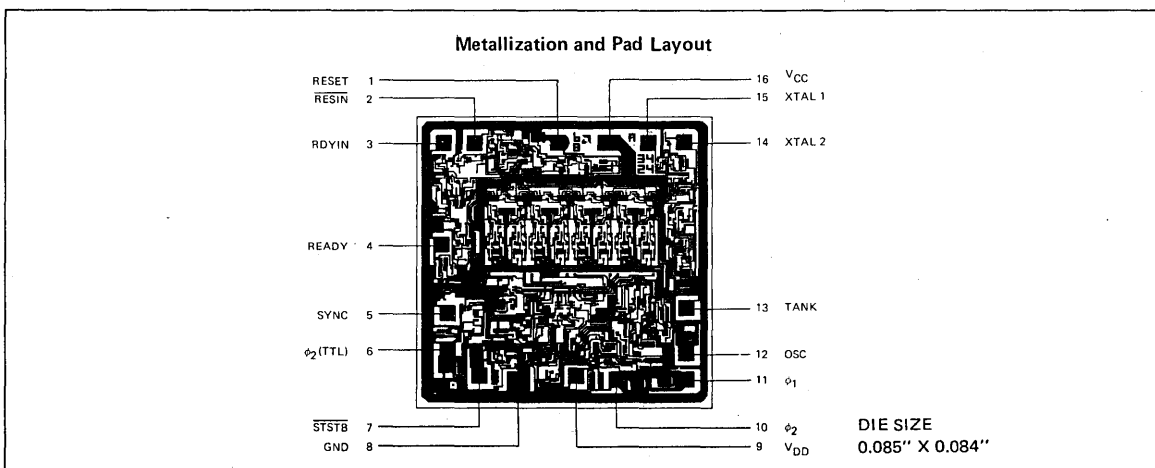 Metallization and Pad Layout
RESET 1
RESIN 2
RDYIN 3
READY 4
SYNC 5
ϕ2(TTL) 6
STSTB 7
GND 8
16 VCC
15 XTAL 1
14 XTAL 2
13 TANK
12 OSC
11 ϕ1
10 ϕ2
9 VDD
DIE SIZE
0.085" X 0.084"